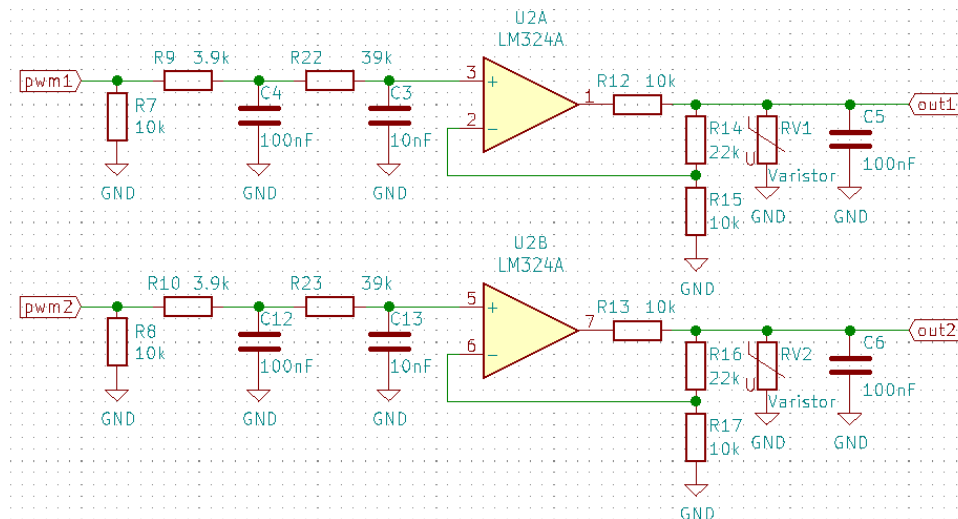 U2A
LM324A
R9 3.9k
R22 39k
pwm1
3
+
1
R12 10k
out1
R7
10k
C4
100nF
C3
10nF
2
−
R14
22k
U
RV1
Varistor
C5
100nF
GND
GND
GND
GND
GND
R15
10k
GND
U2B
LM324A
R10 3.9k
R23 39k
pwm2
5
+
7
R13 10k
out2
R8
10k
C12
100nF
C13
10nF
6
−
R16
22k
U
RV2
Varistor
C6
100nF
GND
GND
GND
GND
GND
R17
10k
GND